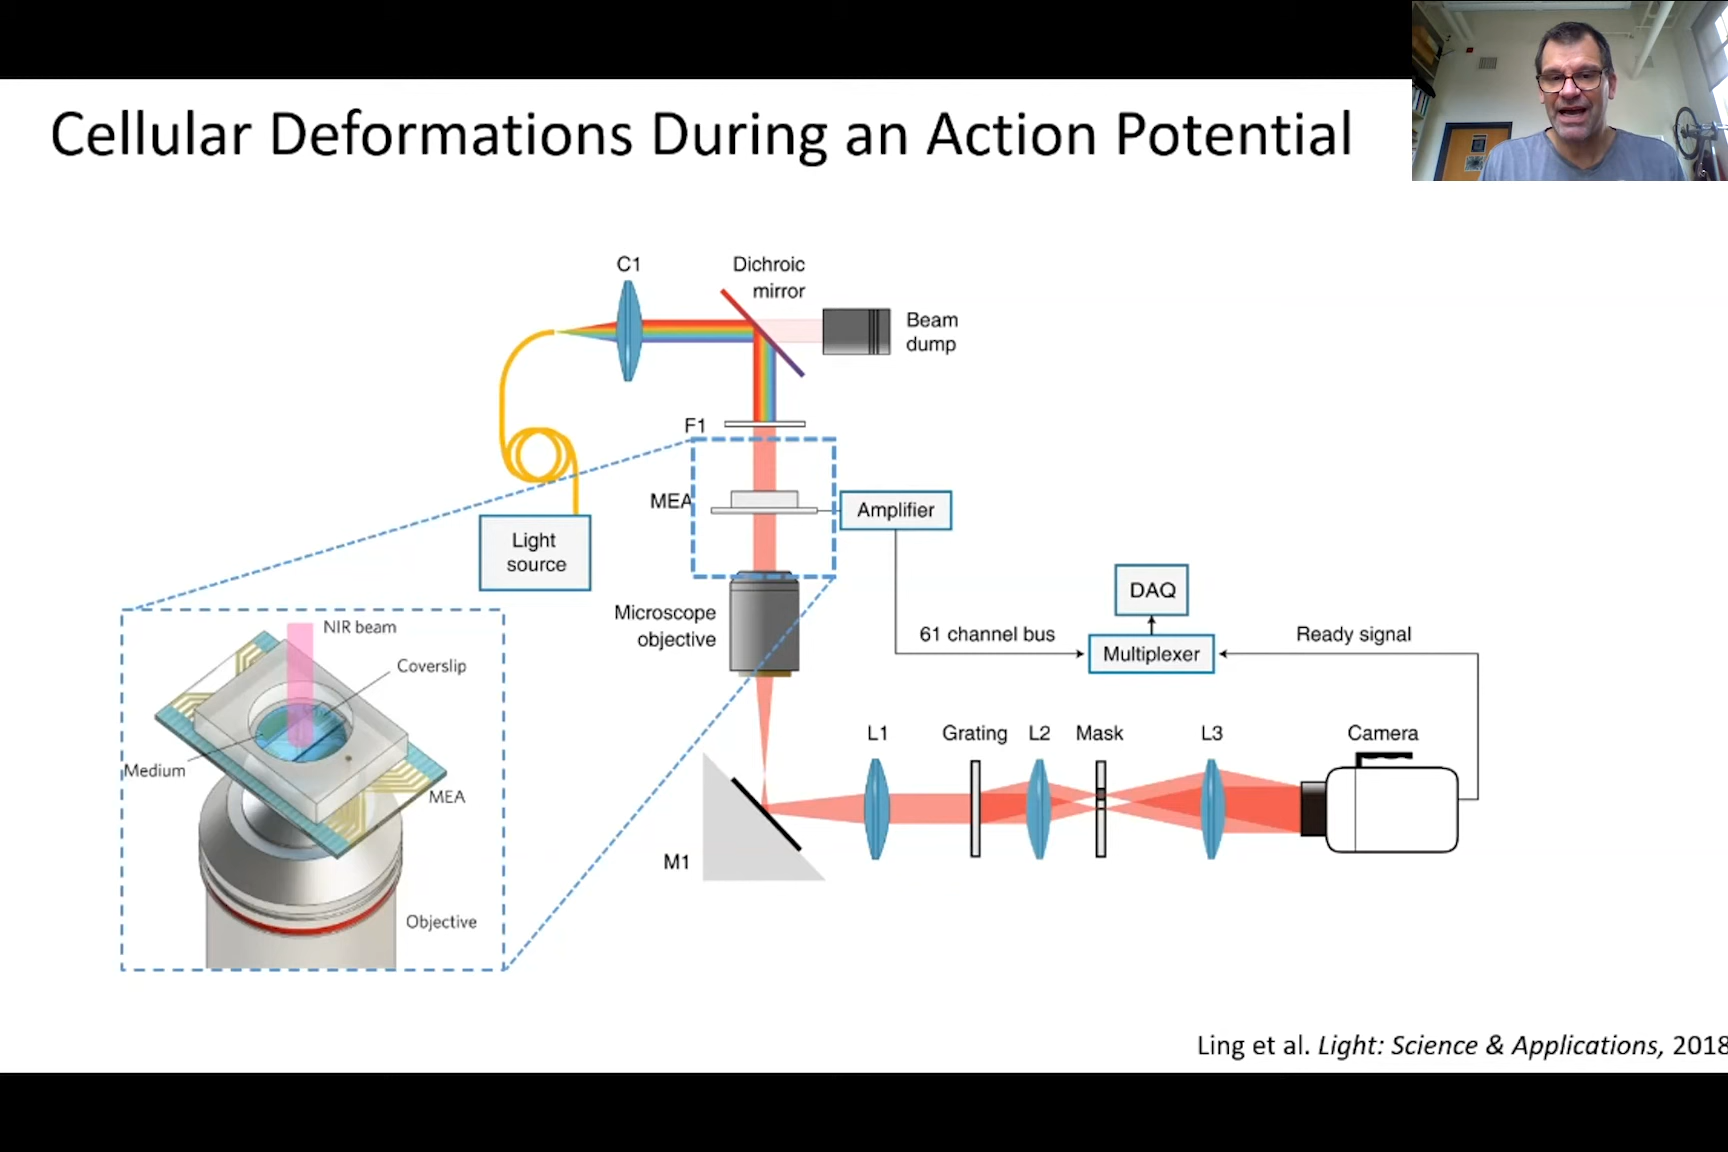 Cellular Deformations During an Action Potential
C1
Dichroic
mirror
Beam
dump
F1
MEA
Amplifier
Light
source
Microscope
objective
61 channel bus
DAQ
Multiplexer
Ready signal
NIR beam
Coverslip
Medium
MEA
Objective
M1
L1
Grating
L2
Mask
L3
Camera
Ling et al. Light: Science & Applications, 2018